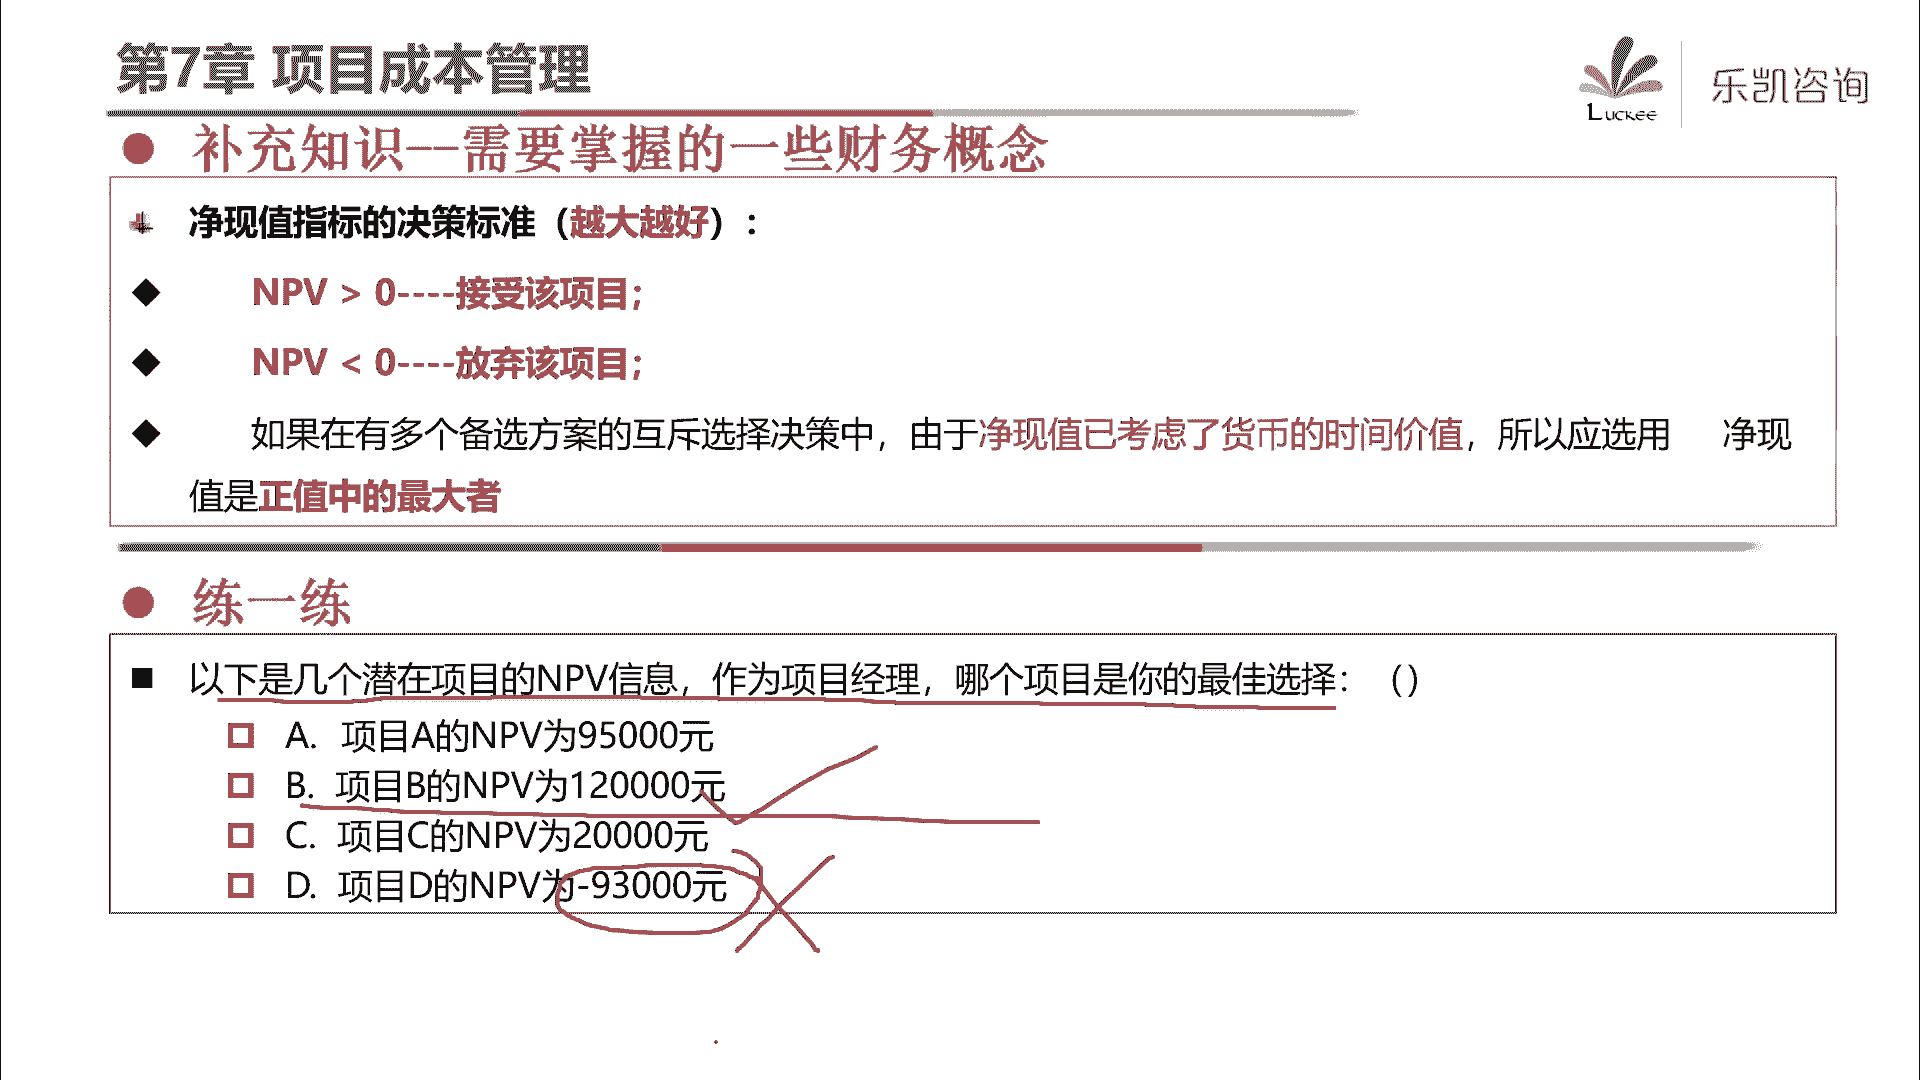 第7章 项目成本管理
Luckee 乐凯咨询
补充知识--需要掌握的一些财务概念
净现值指标的决策标准（越大越好）：
NPV > 0----接受该项目；
NPV < 0----放弃该项目；
如果在有多个备选方案的互斥选择决策中，由于净现值已考虑了货币的时间价值，所以应选用 净现
值是正值中的最大者
练一练
以下是几个潜在项目的NPV信息，作为项目经理，哪个项目是你的最佳选择：（）
A. 项目A的NPV为95000元
B. 项目B的NPV为120000元
C. 项目C的NPV为20000元
D. 项目D的NPV为-93000元